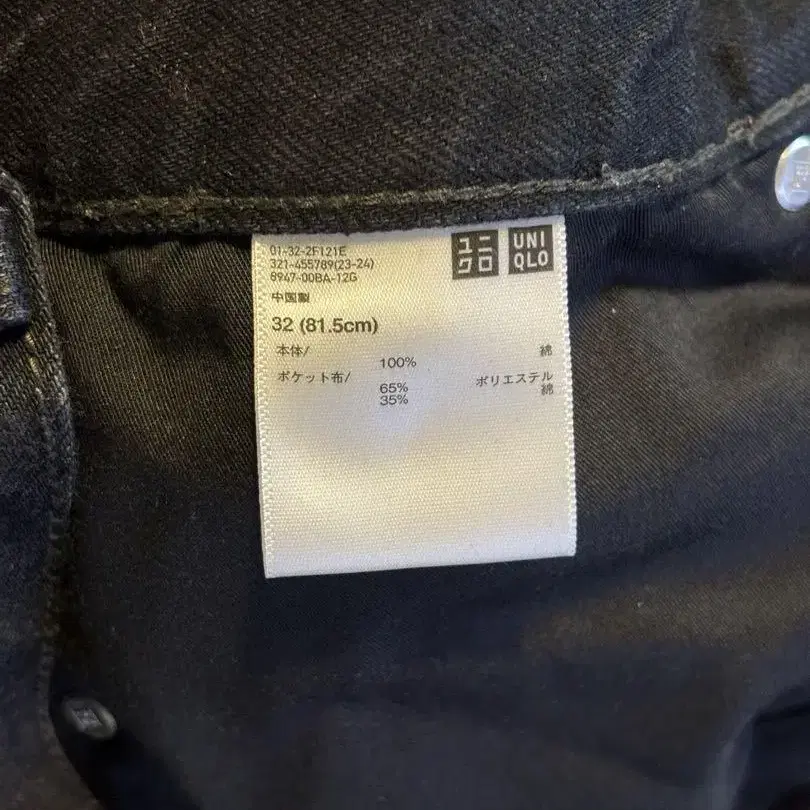 01-32-2F121E
321-455789(23-24)
8947-00BA-12G
ユニ
クロ
UNI
QLO
中国製
32 (81.5cm)
本体/
100% 綿
ポケット布/
65% ポリエステル
35% 綿